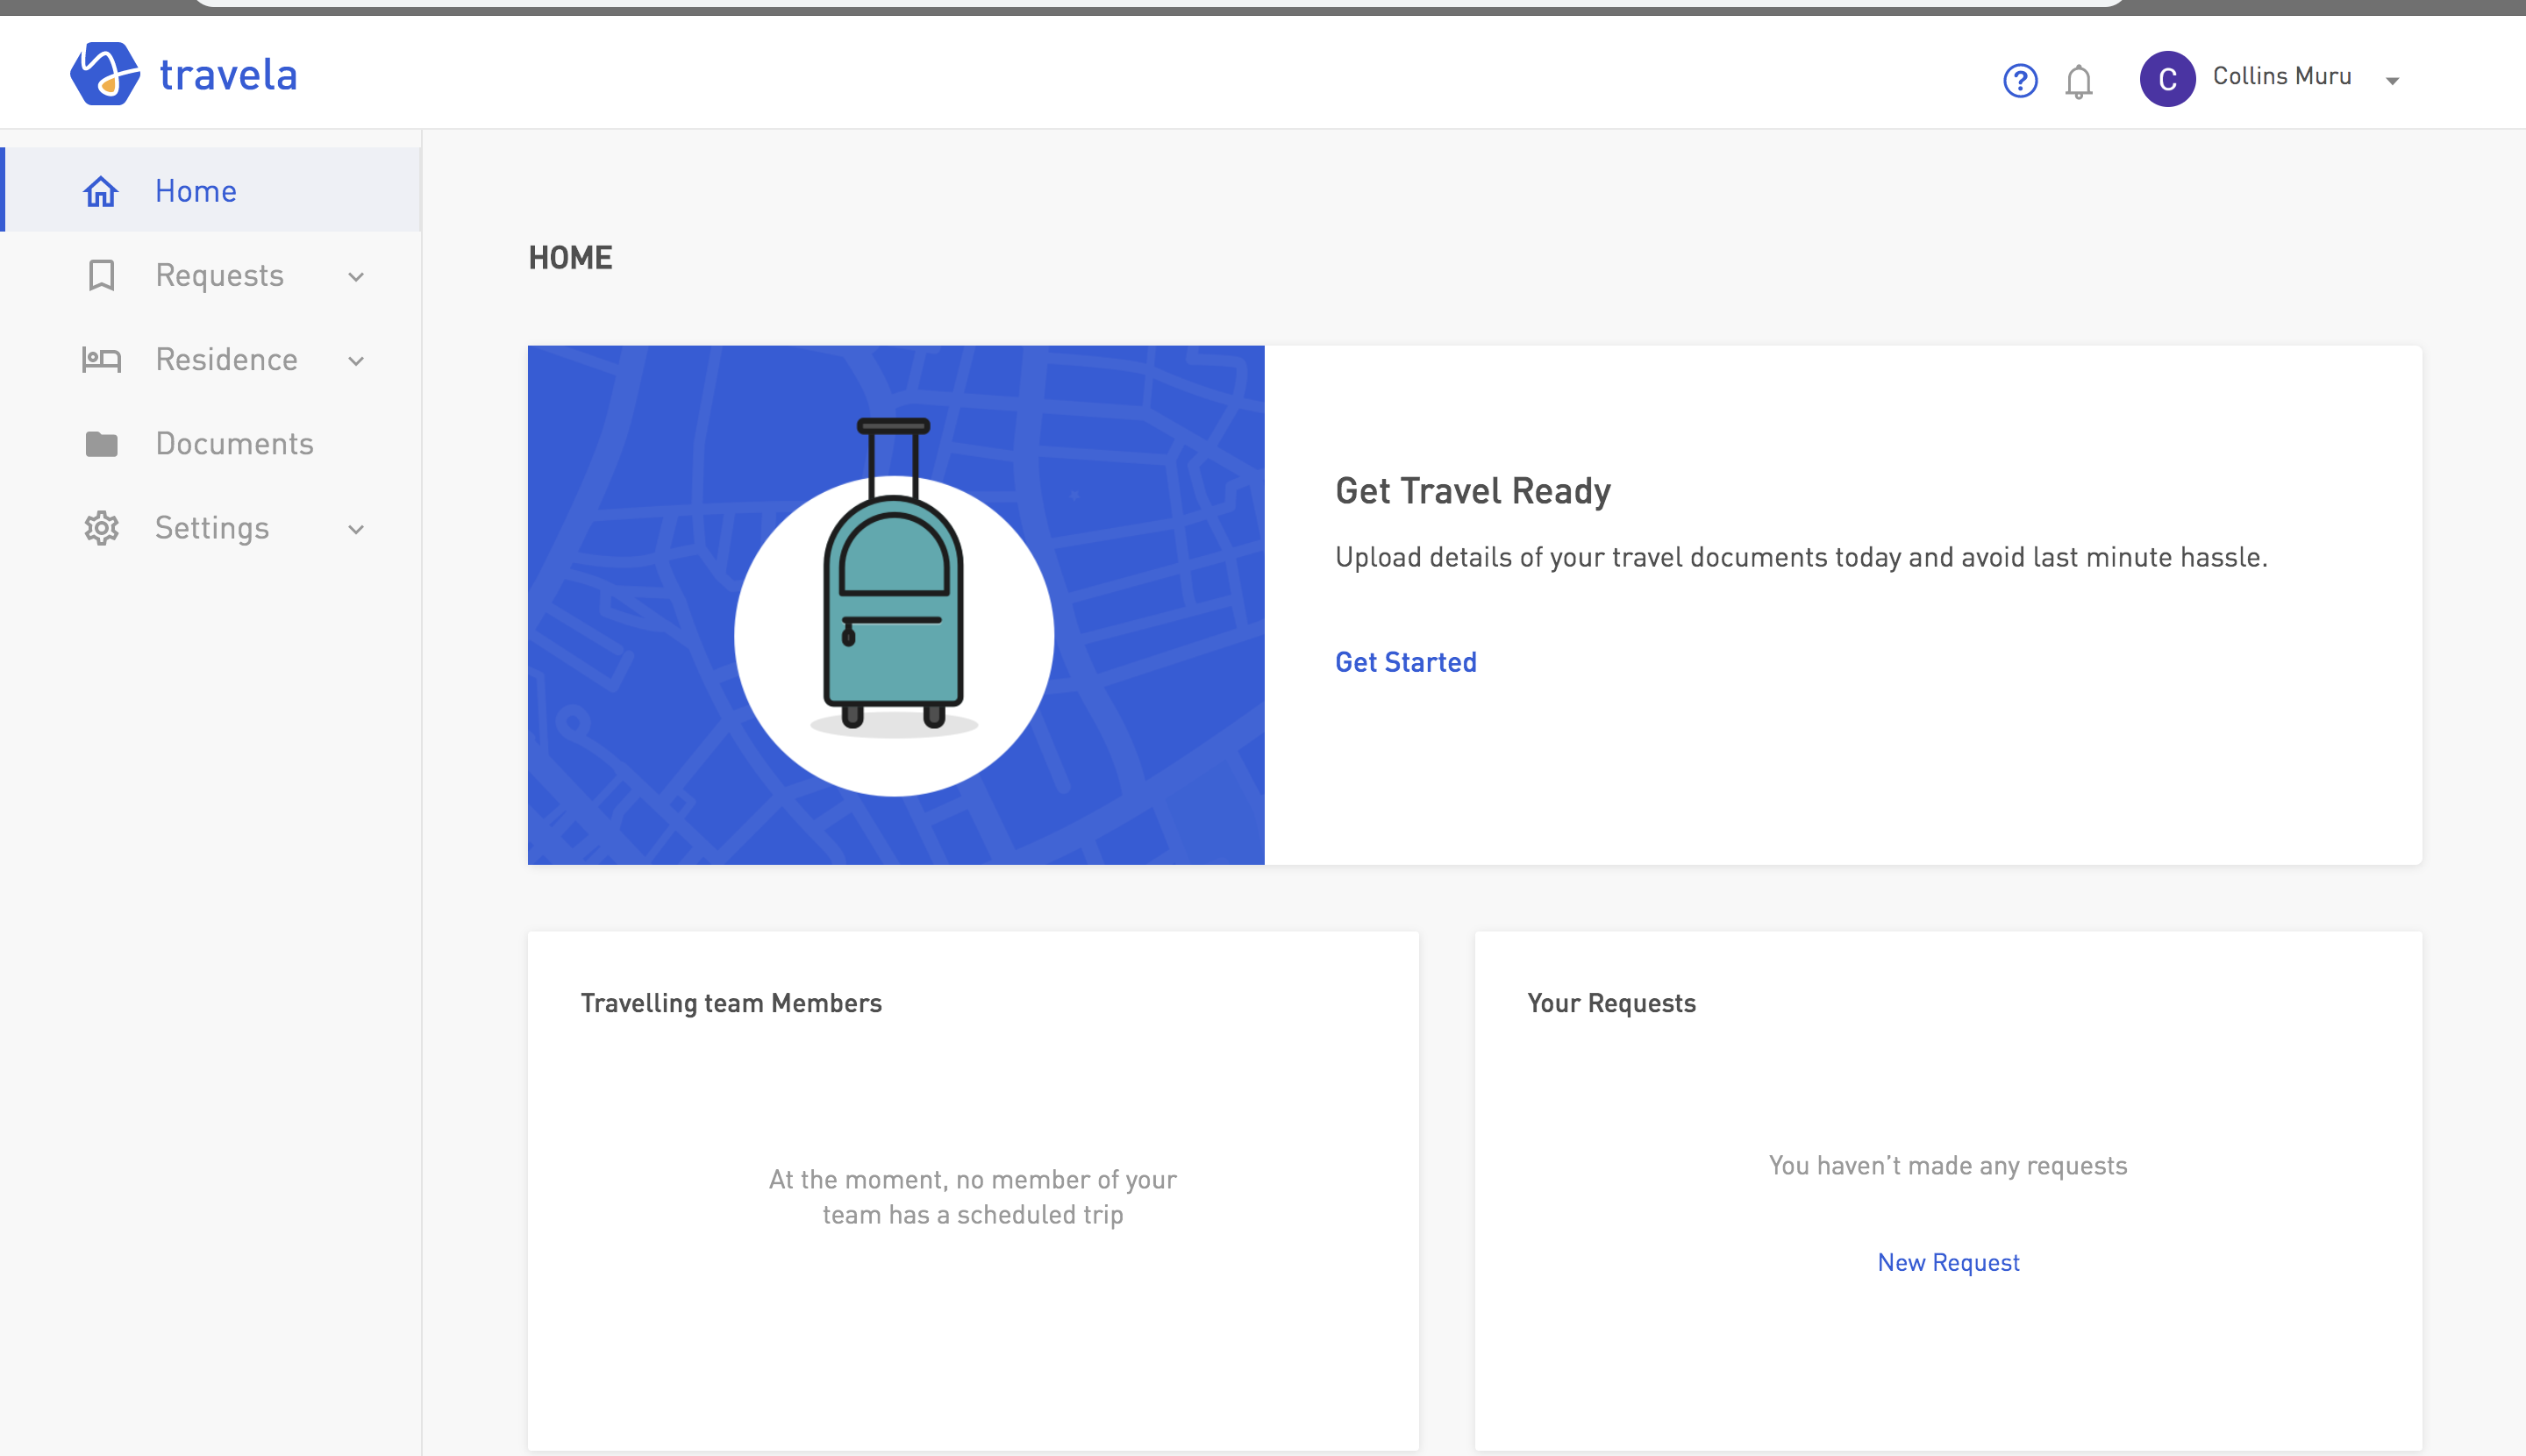 travela
?
C
Collins Muru
Home
Requests
Residence
Documents
Settings
HOME
Get Travel Ready
Upload details of your travel documents today and avoid last minute hassle.
Get Started
Travelling team Members
At the moment, no member of your
team has a scheduled trip
Your Requests
You haven’t made any requests
New Request